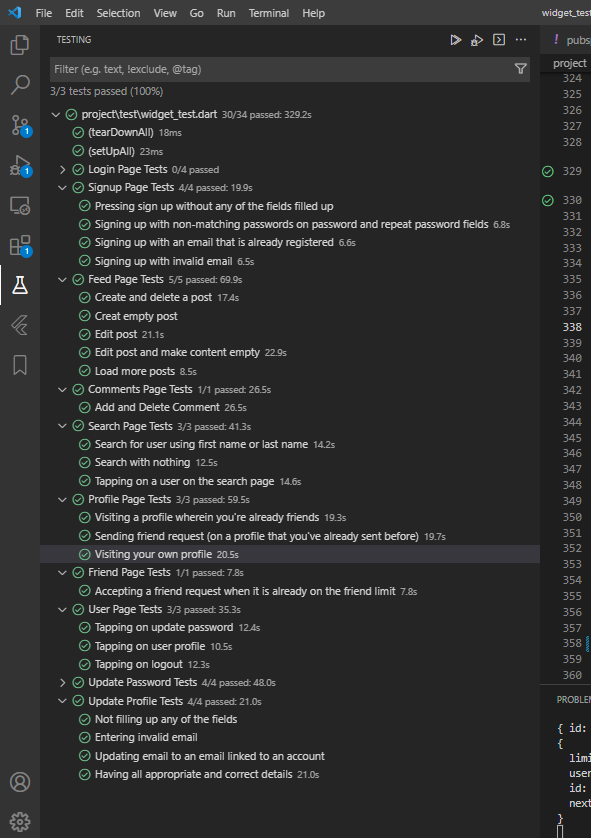 File Edit Selection View Go Run Terminal Help widget_test
TESTING
Filter (e.g. text, !exclude, @tag)
3/3 tests passed (100%)
project\test\widget_test.dart 30/34 passed: 329.2s
(tearDownAll) 18ms
(setUpAll) 23ms
Login Page Tests 0/4 passed
Signup Page Tests 4/4 passed: 19.9s
Pressing sign up without any of the fields filled up
Signing up with non-matching passwords on password and repeat password fields 6.8s
Signing up with an email that is already registered 6.6s
Signing up with invalid email 6.5s
Feed Page Tests 5/5 passed: 69.9s
Create and delete a post 17.4s
Creat empty post
Edit post 21.1s
Edit post and make content empty 22.9s
Load more posts 8.5s
Comments Page Tests 1/1 passed: 26.5s
Add and Delete Comment 26.5s
Search Page Tests 3/3 passed: 41.3s
Search for user using first name or last name 14.2s
Search with nothing 12.5s
Tapping on a user on the search page 14.6s
Profile Page Tests 3/3 passed: 59.5s
Visiting a profile wherein you're already friends 19.3s
Sending friend request (on a profile that you've already sent before) 19.7s
Visiting your own profile 20.5s
Friend Page Tests 1/1 passed: 7.8s
Accepting a friend request when it is already on the friend limit 7.8s
User Page Tests 3/3 passed: 35.3s
Tapping on update password 12.4s
Tapping on user profile 10.5s
Tapping on logout 12.3s
Update Password Tests 4/4 passed: 48.0s
Update Profile Tests 4/4 passed: 21.0s
Not filling up any of the fields
Entering invalid email
Updating email to an email linked to an account
Having all appropriate and correct details 21.0s
1
1
1
! pubsp
project
324
325
326
327
328
329
330
331
332
333
334
335
336
337
338
339
340
341
342
343
344
345
346
347
348
349
350
351
352
353
354
355
356
357
358
359
360
PROBLEM
{ id:
{
limi
user
id:
next
}